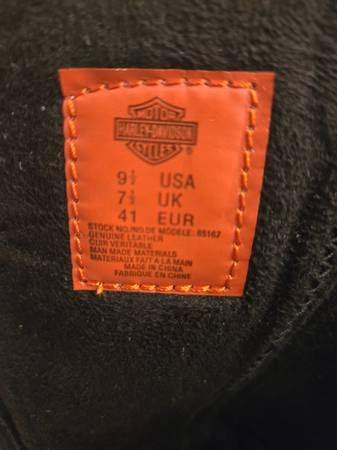 MOTOR
HARLEY-DAVIDSON
CYCLES ®
9½ USA
7½ UK
41 EUR
STOCK NO/NO DE MODELE: 85167
GENUINE LEATHER
CUIR VERITABLE
MAN MADE MATERIALS
MATERIAUX FAIT A LA MAIN
MADE IN CHINA
FABRIQUE EN CHINE